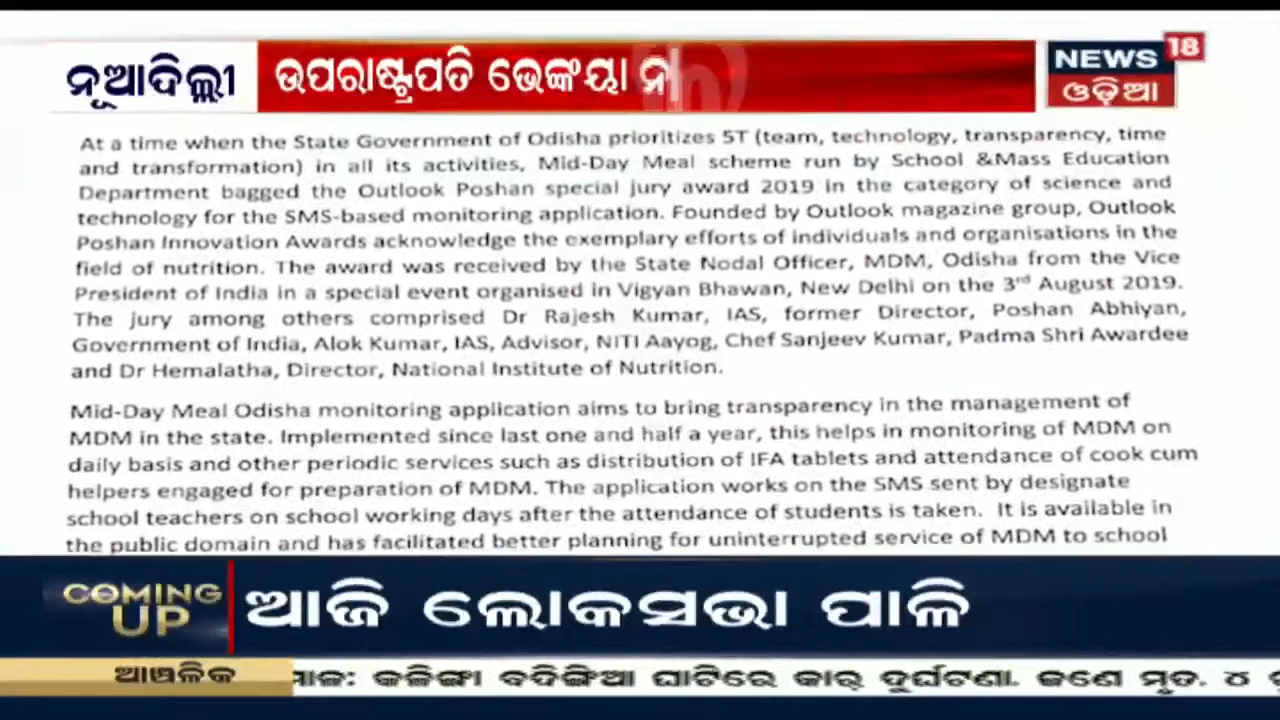 ନୂଆଦିଲ୍ଲୀ
ଉପରାଷ୍ଟ୍ରପତି ଭେଙ୍କୟା
NEWS 18
ଓଡ଼ିଆ
At a time when the State Government of Odisha prioritizes 5T (team, technology, transparency, time
and transformation) in all its activities, Mid-Day Meal scheme run by School &Mass Education
Department bagged the Outlook Poshan special jury award 2019 in the category of science and
technology for the SMS-based monitoring application. Founded by Outlook magazine group, Outlook
Poshan Innovation Awards acknowledge the exemplary efforts of individuals and organisations in the
field of nutrition. The award was received by the State Nodal Officer, MDM, Odisha from the Vice
President of India in a special event organised in Vigyan Bhawan, New Delhi on the 3rd August 2019.
The jury among others comprised Dr Rajesh Kumar, IAS, former Director, Poshan Abhiyan,
Government of India, Alok Kumar, IAS, Advisor, NITI Aayog, Chef Sanjeev Kumar, Padma Shri Awardee
and Dr Hemalatha, Director, National Institute of Nutrition.
Mid-Day Meal Odisha monitoring application aims to bring transparency in the management of
MDM in the state. Implemented since last one and half a year, this helps in monitoring of MDM on
daily basis and other periodic services such as distribution of IFA tablets and attendance of cook cum
helpers engaged for preparation of MDM. The application works on the SMS sent by designate
school teachers on school working days after the attendance of students is taken. It is available in
the public domain and has facilitated better planning for uninterrupted service of MDM to school
COMING
UP
ଆଜି ଲୋକସଭା ପାଳି
ଆଞ୍ଚଳିକ
କଳିଙ୍ଗା ବଦିଙ୍ଗିଆ ଘାଟିରେ କାର୍ ଦୁର୍ଘଟଣା. ଜଣେ ମୃତ. ୪